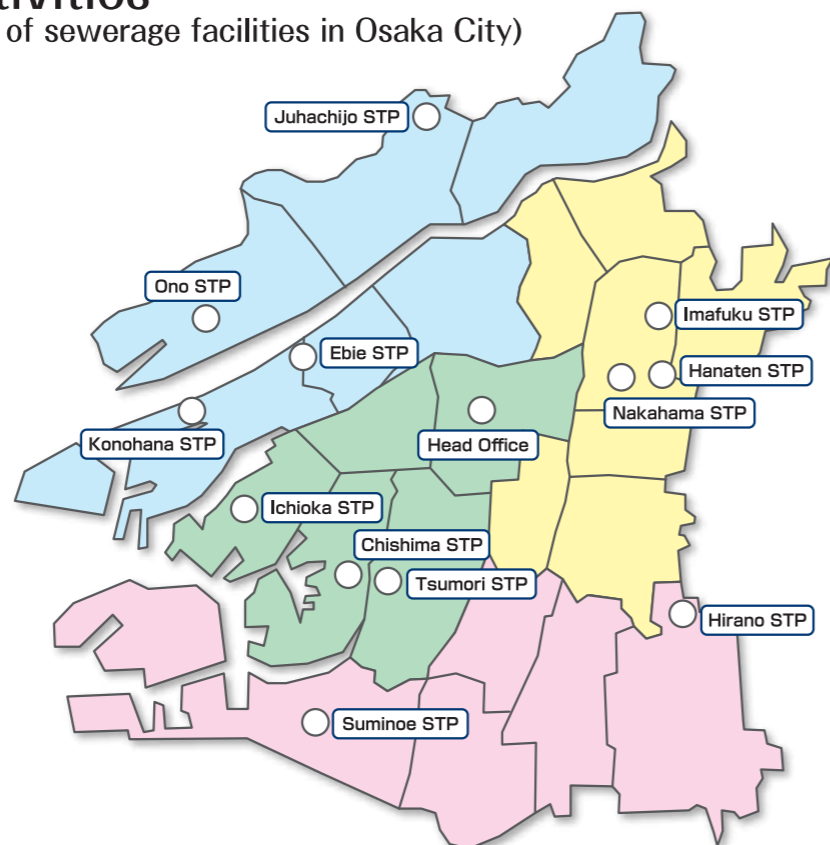 of sewerage facilities in Osaka City)
Juhachijo STP
Ono STP
Imafuku STP
Ebie STP
Hanaten STP
Nakahama STP
Konohana STP
Head Office
Ichioka STP
Chishima STP
Tsumori STP
Hirano STP
Suminoe STP